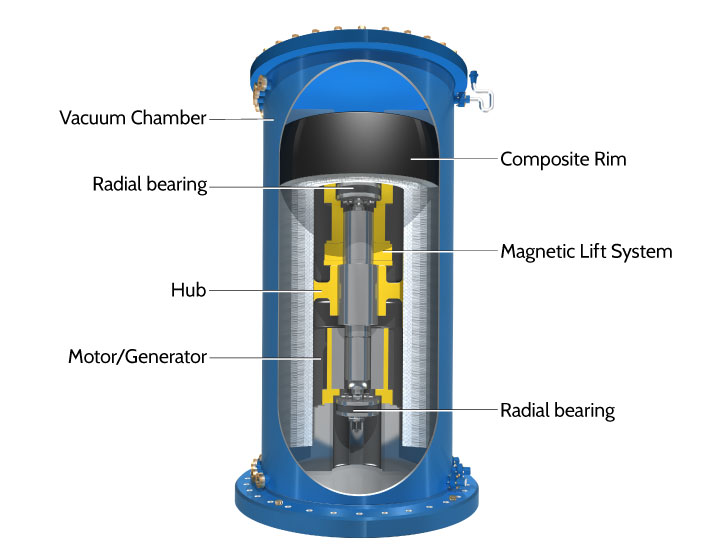 Vacuum Chamber
Composite Rim
Radial bearing
Magnetic Lift System
Hub
Motor/Generator
Radial bearing